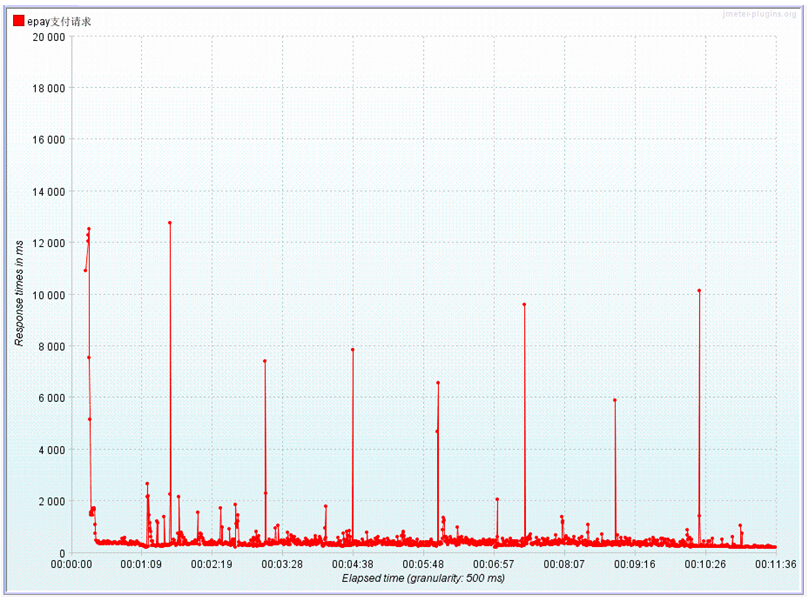 jmeter-plugins.org
epay支付请求
20 000
18 000
16 000
14 000
12 000
10 000
8 000
6 000
4 000
2 000
0
Response times in ms
00:00:00 00:01:09 00:02:19 00:03:28 00:04:38 00:05:48 00:06:57 00:08:07 00:09:16 00:10:26 00:11:36
Elapsed time (granularity: 500 ms)